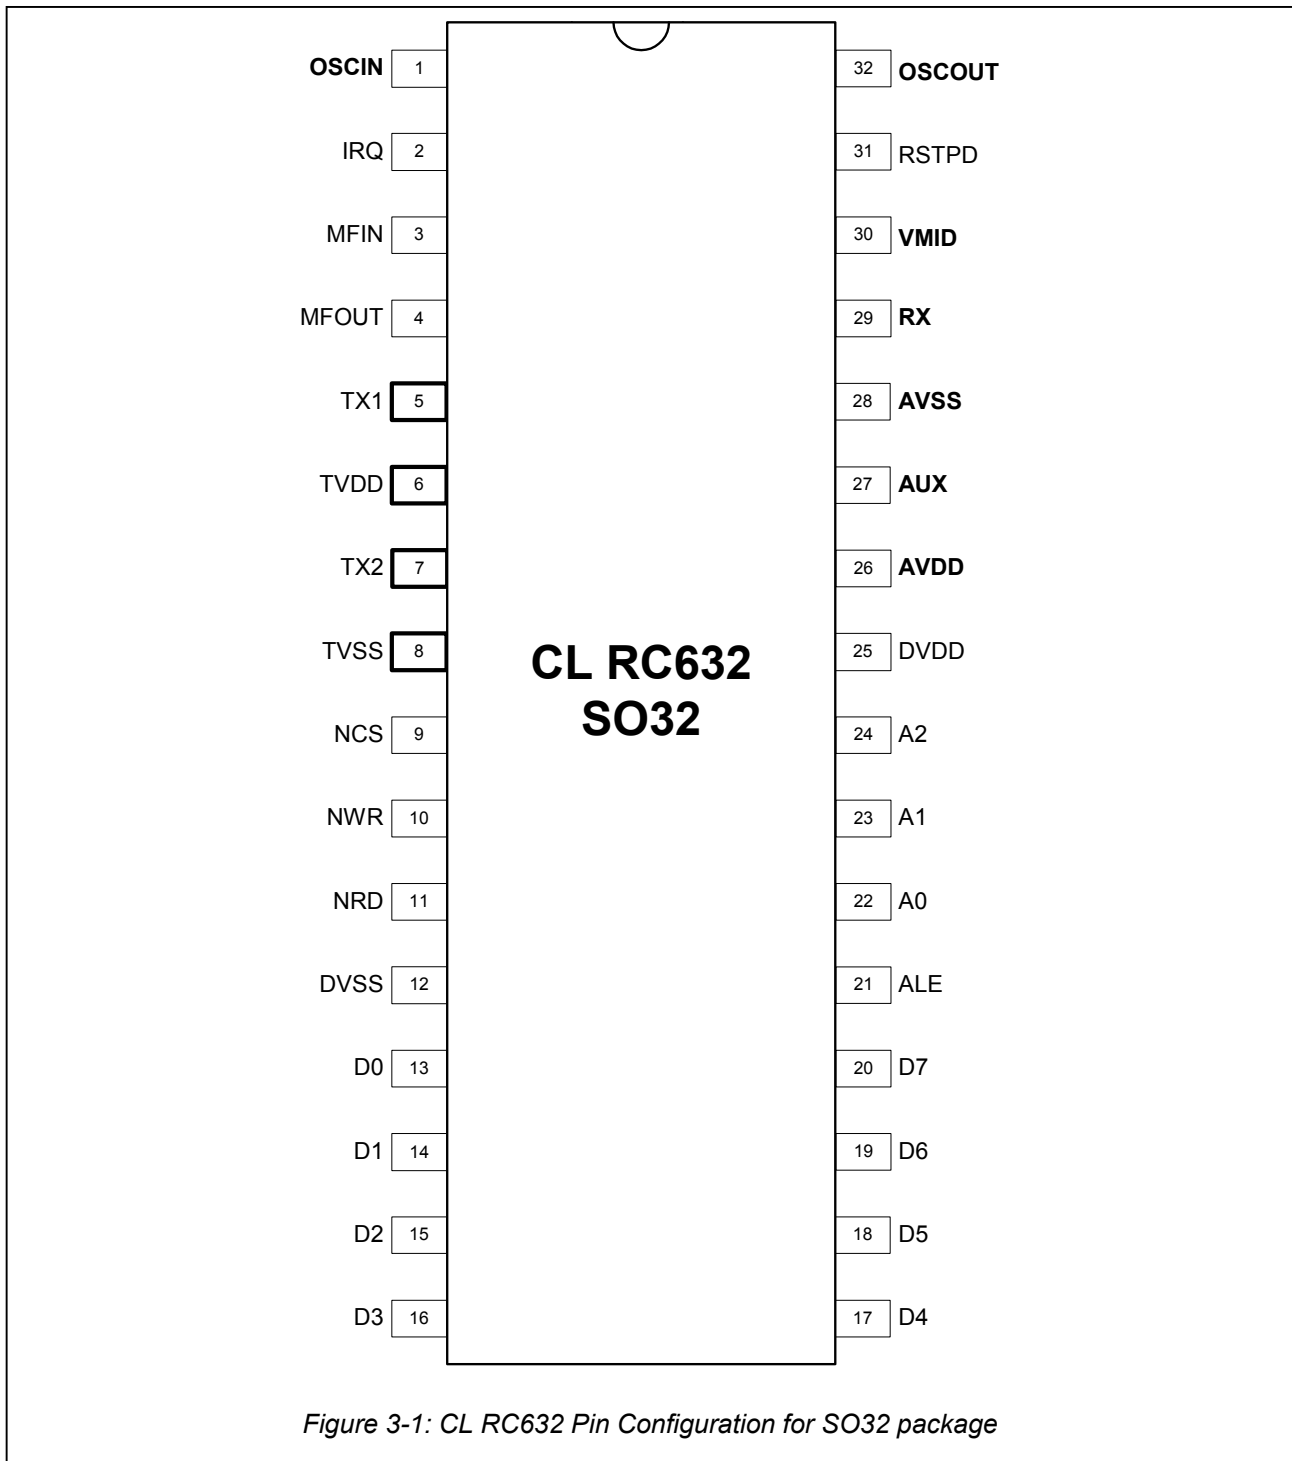 OSCIN 1 32 OSCOUT
IRQ 2 31 RSTPD
MFIN 3 30 VMID
MFOUT 4 29 RX
TX1 5 28 AVSS
TVDD 6 27 AUX
TX2 7 26 AVDD
TVSS 8 25 DVDD
CL RC632
SO32
NCS 9 24 A2
NWR 10 23 A1
NRD 11 22 A0
DVSS 12 21 ALE
D0 13 20 D7
D1 14 19 D6
D2 15 18 D5
D3 16 17 D4
Figure 3-1: CL RC632 Pin Configuration for SO32 package